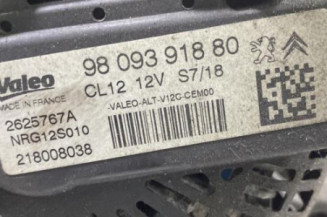 Valeo
98 093 918 80
MADE IN FRANCE
CL12 12V S7/18
2625767A
VALEO-ALT-V12C-CEM00
NRG12S010
218008038